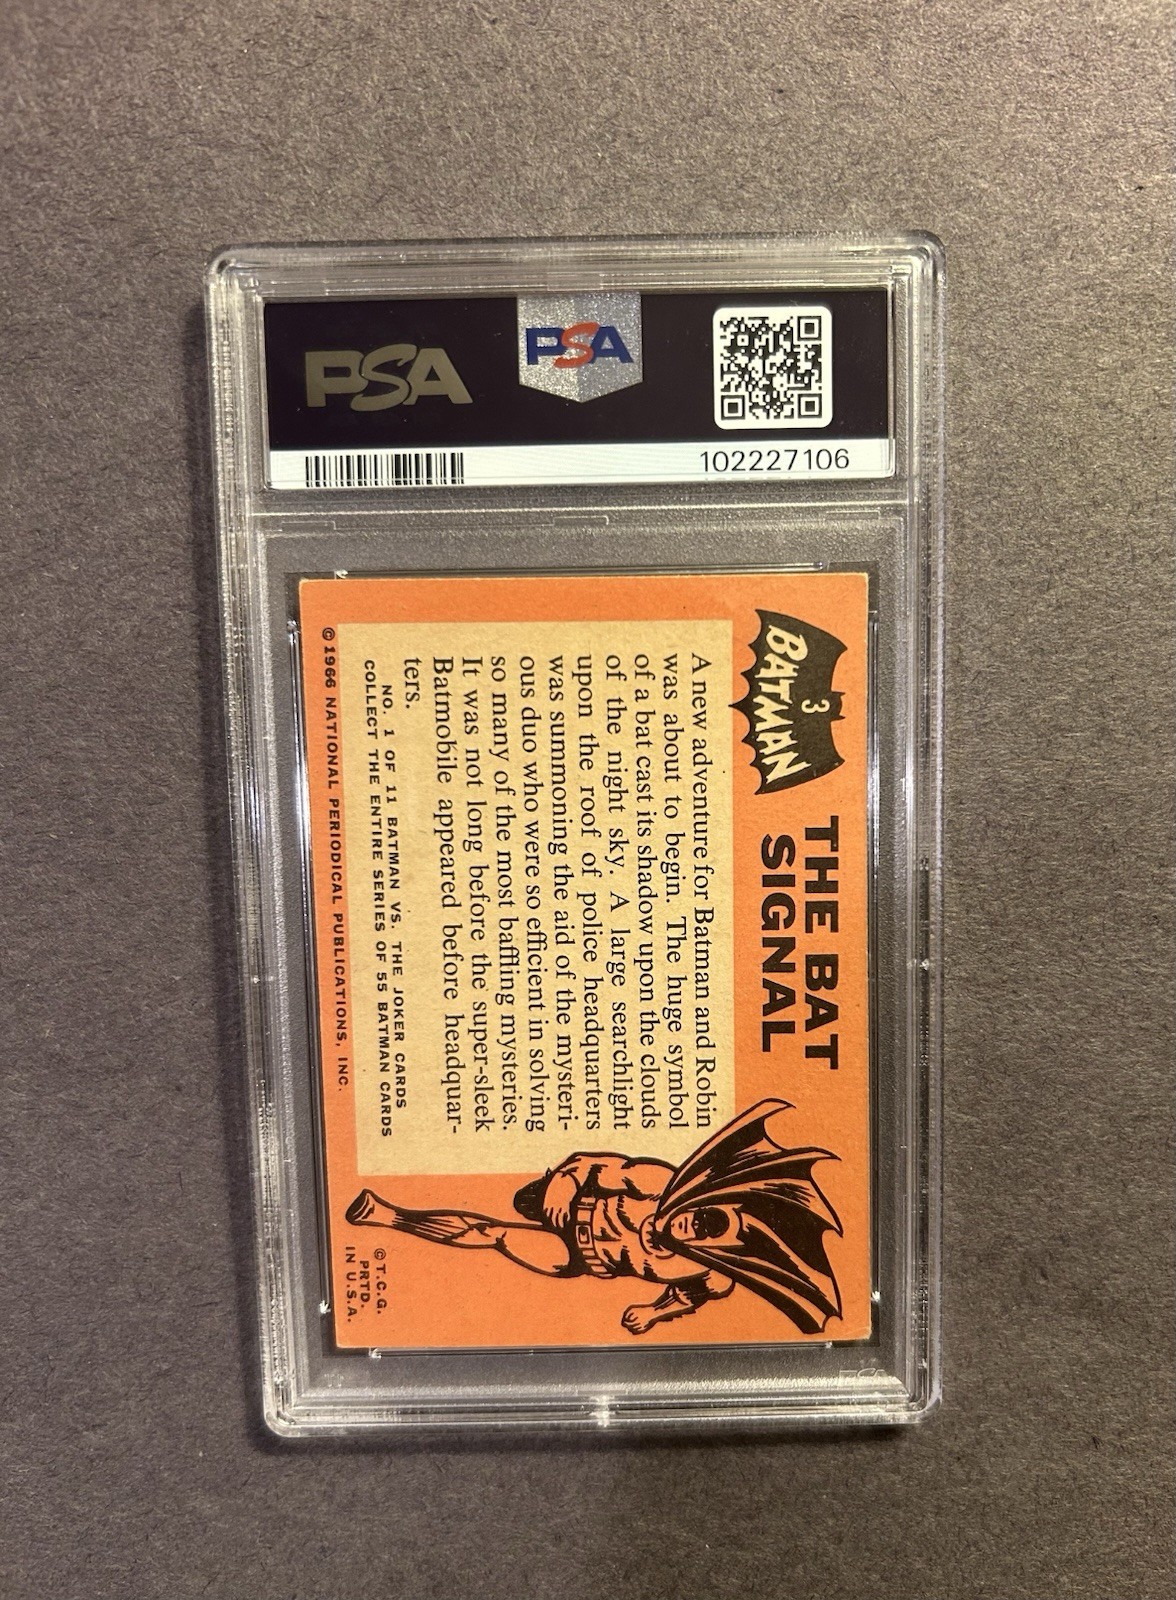 PSA
PSA
102227106
3
BATMAN
THE BAT
SIGNAL
A new adventure for Batman and Robin
was about to begin. The huge symbol
of a bat cast its shadow upon the clouds
of the night sky. A large searchlight
upon the roof of police headquarters
was summoning the aid of the mysteri-
ous duo who were so efficient in solving
so many of the most baffling mysteries.
It was not long before the super-sleek
Batmobile appeared before headquar-
ters.
NO. 1 OF 11 BATMAN VS. THE JOKER CARDS
COLLECT THE ENTIRE SERIES OF 55 BATMAN CARDS
© 1966 NATIONAL PERIODICAL PUBLICATIONS, INC.
© T.C.G.
PRTD.
IN U.S.A.